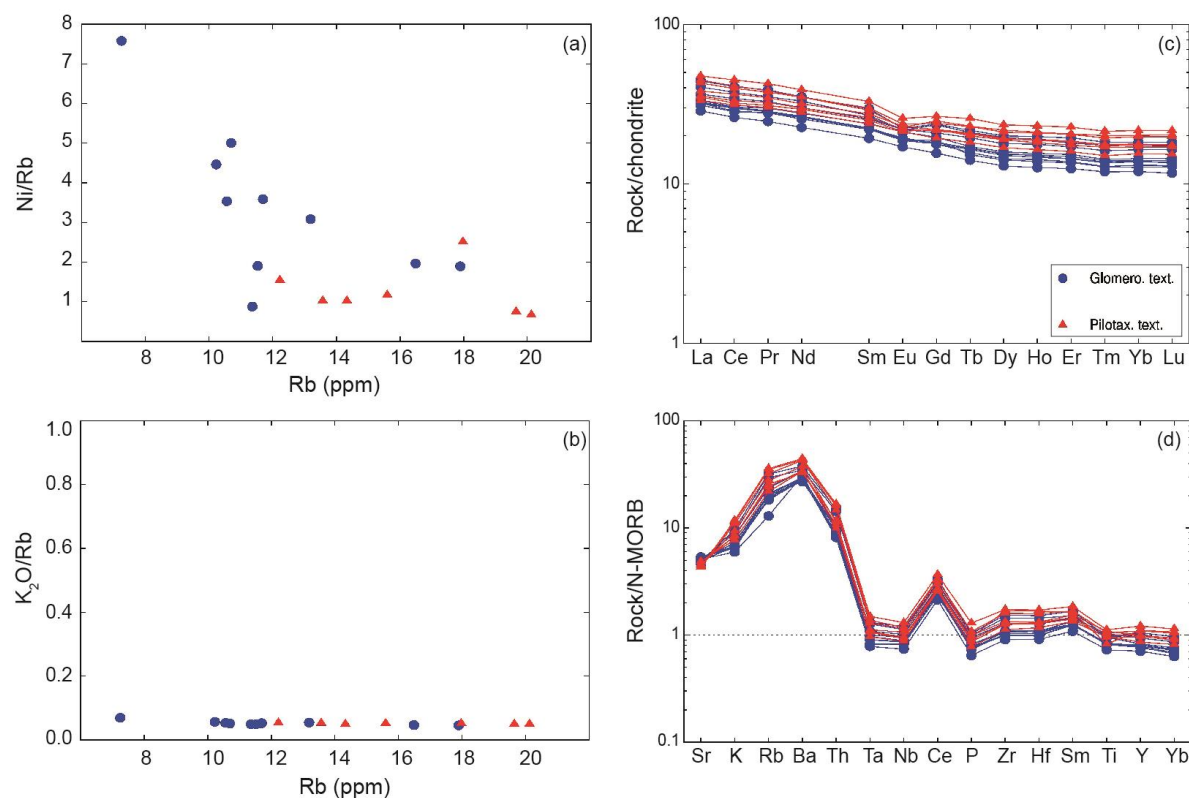 8
7
6
5
4
3
2
1
Ni/Rb
(a)
8 10 12 14 16 18 20
Rb (ppm)
100
10
1
Rock/chondrite
(c)
Glomero. text.
Pilotax. text.
La Ce Pr Nd Sm Eu Gd Tb Dy Ho Er Tm Yb Lu
1.0
0.8
0.6
0.4
0.2
0.0
K₂O/Rb
(b)
8 10 12 14 16 18 20
Rb (ppm)
100
10
1
0.1
Rock/N-MORB
(d)
Sr K Rb Ba Th Ta Nb Ce P Zr Hf Sm Ti Y Yb